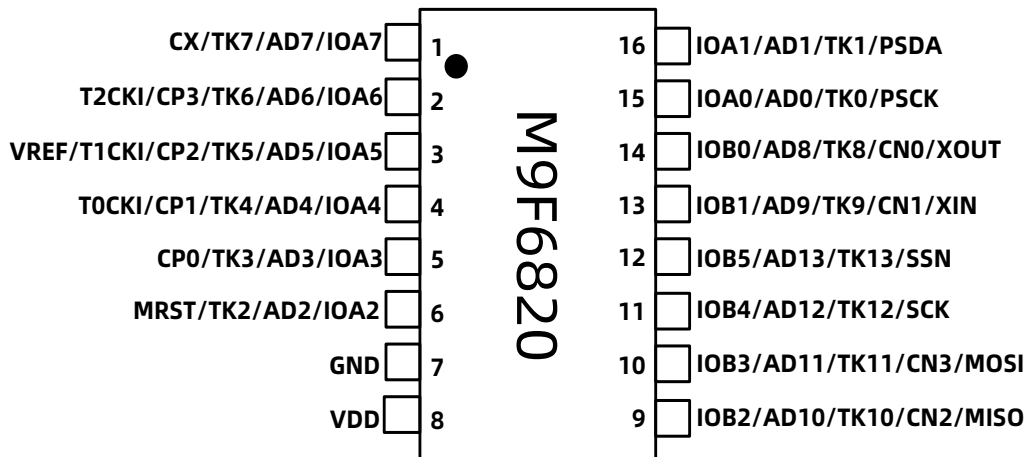 CX/TK7/AD7/IOA7 1 16 IOA1/AD1/TK1/PSDA
T2CKI/CP3/TK6/AD6/IOA6 2 15 IOA0/AD0/TK0/PSCK
VREF/T1CKI/CP2/TK5/AD5/IOA5 3 14 IOB0/AD8/TK8/CN0/XOUT
T0CKI/CP1/TK4/AD4/IOA4 4 13 IOB1/AD9/TK9/CN1/XIN
CP0/TK3/AD3/IOA3 5 12 IOB5/AD13/TK13/SSN
MRST/TK2/AD2/IOA2 6 11 IOB4/AD12/TK12/SCK
GND 7 10 IOB3/AD11/TK11/CN3/MOSI
VDD 8 9 IOB2/AD10/TK10/CN2/MISO
M9F6820